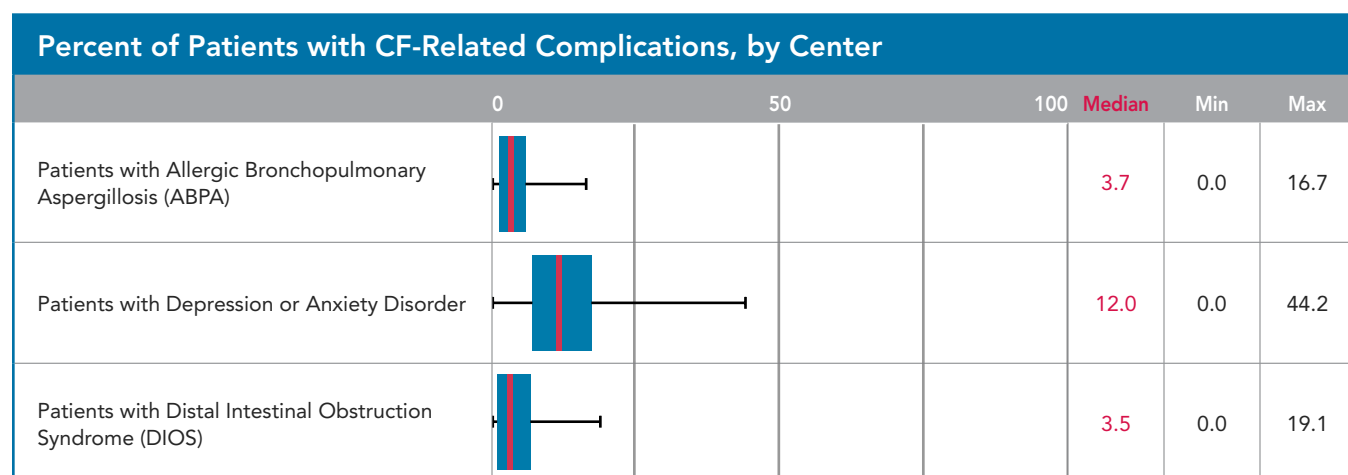 Percent of Patients with CF-Related Complications, by Center
0 50 100 Median Min Max
Patients with Allergic Bronchopulmonary
Aspergillosis (ABPA)
3.7 0.0 16.7
Patients with Depression or Anxiety Disorder 12.0 0.0 44.2
Patients with Distal Intestinal Obstruction
Syndrome (DIOS)
3.5 0.0 19.1